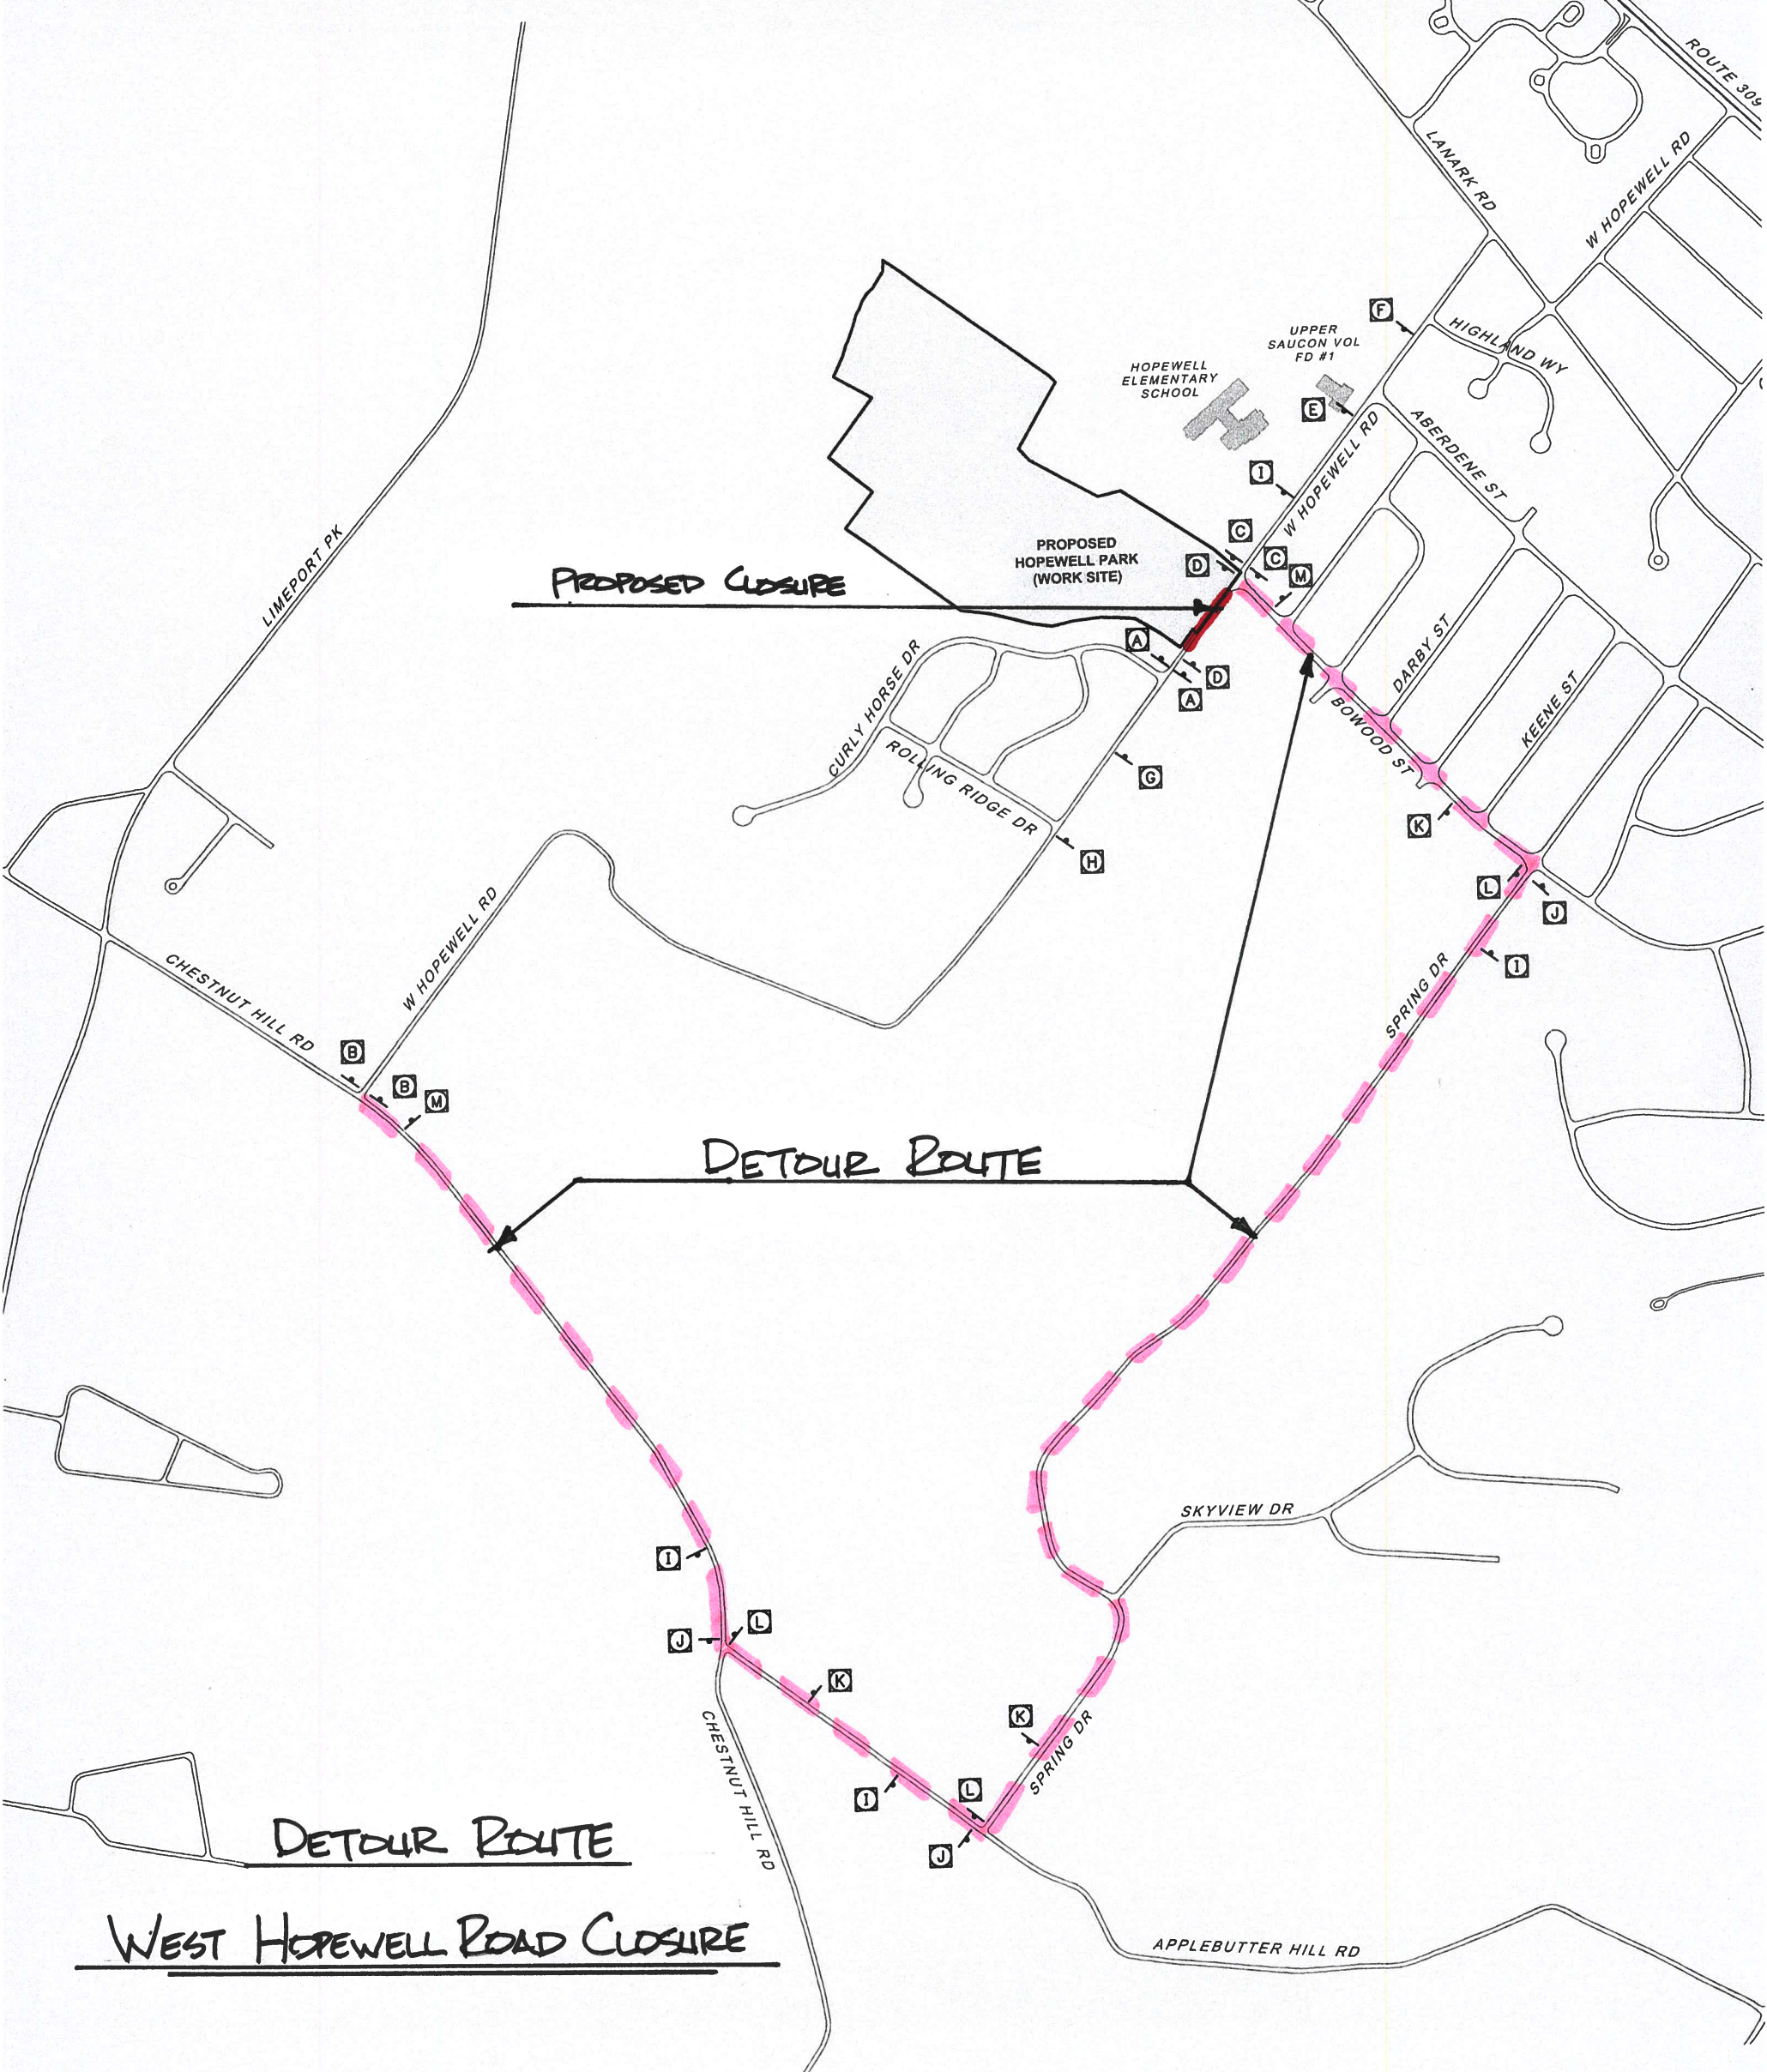 ROUTE 309
LANARK RD
W HOPEWELL RD
F
HIGHLAND WY
UPPER
SAUCON VOL
FD #1
HOPEWELL
ELEMENTARY
SCHOOL
E
ABERDENE ST
I
W HOPEWELL RD
C
C
D
M
PROPOSED
HOPEWELL PARK
(WORK SITE)
PROPOSED CLOSURE
LIMEPORT PK
A
D
A
CURLY HORSE DR
ROLLING RIDGE DR
G
H
DARBY ST
KEENE ST
BOWOOD ST
K
L
J
I
SPRING DR
W HOPEWELL RD
CHESTNUT HILL RD
B
B
M
DETOUR ROUTE
SKYVIEW DR
I
J
L
K
K
SPRING DR
I
L
J
CHESTNUT HILL RD
APPLEBUTTER HILL RD
DETOUR ROUTE
WEST HOPEWELL ROAD CLOSURE